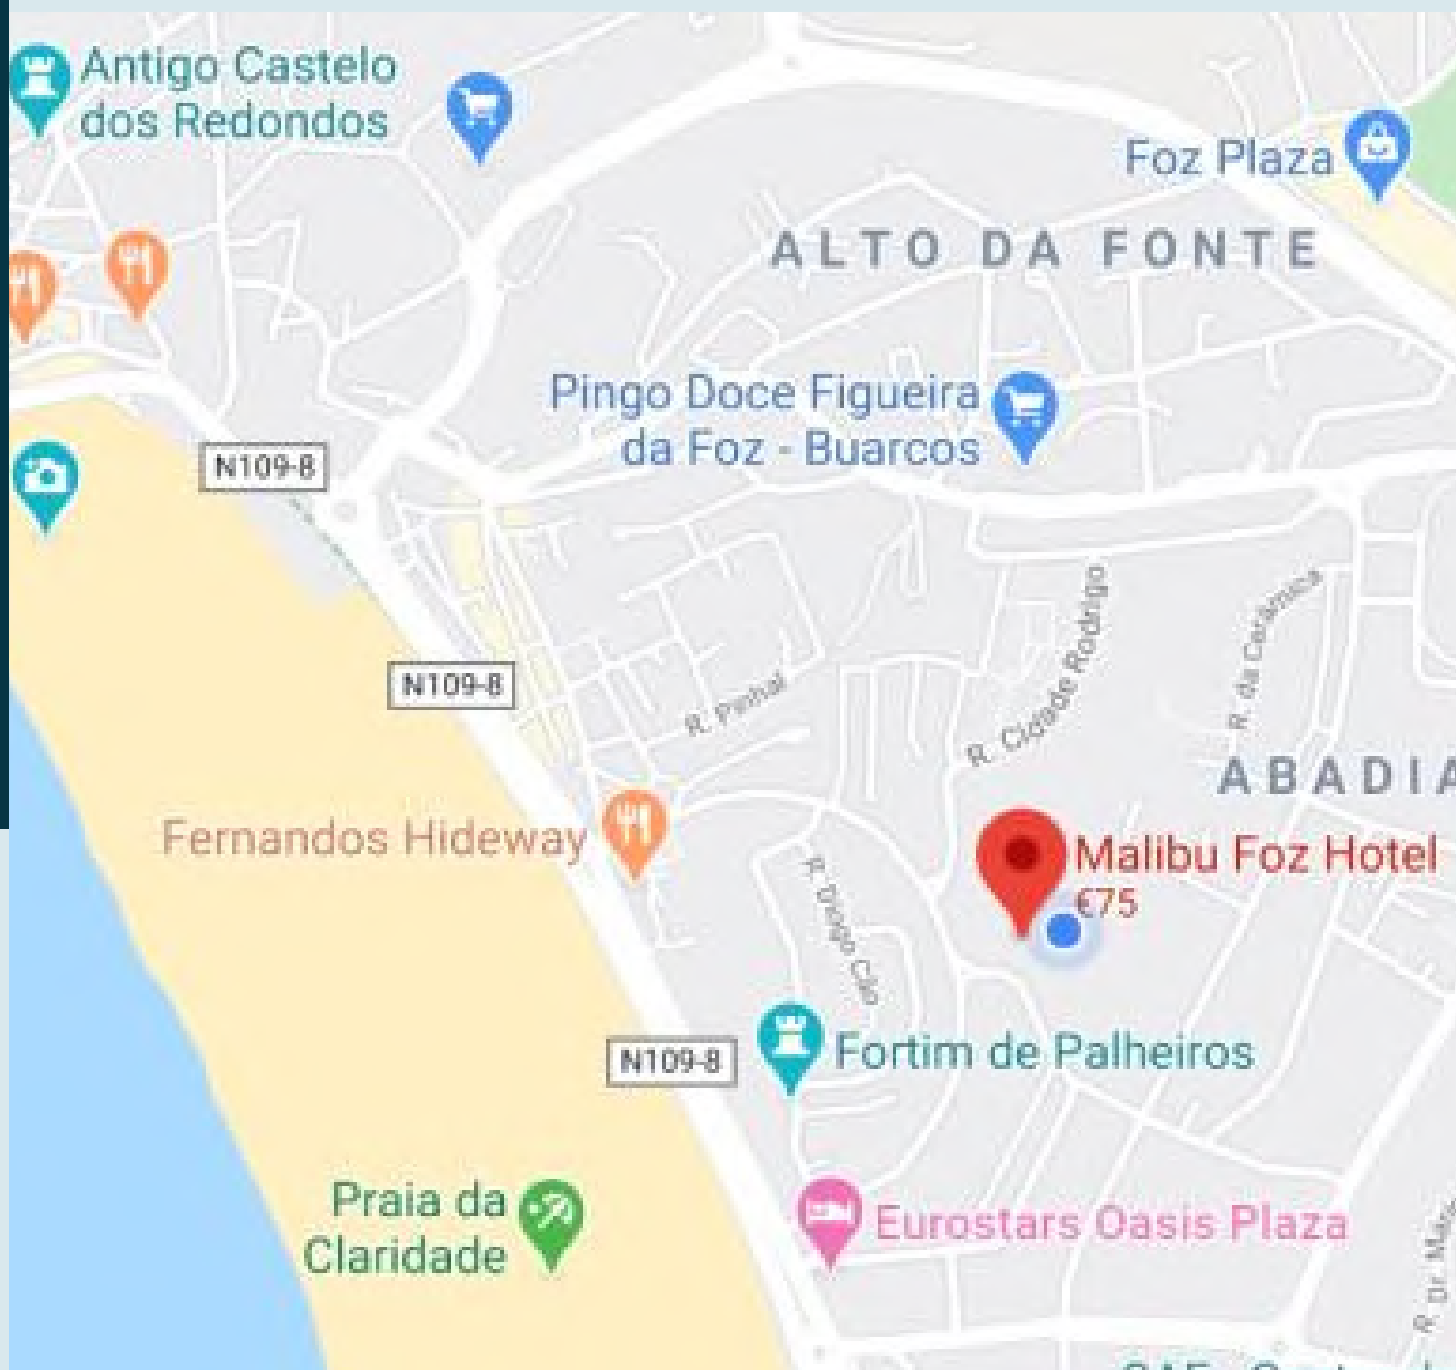 Antigo Castelo
dos Redondos
Foz Plaza
ALTO DA FONTE
Pingo Doce Figueira
da Foz - Buarcos
N109-8
R. Cidade Rodrigo
R. da Cerâmica
N109-8
R. Pinhal
ABADIA
Fernandos Hideway
Malibu Foz Hotel
€75
R. Diogo Cão
N109-8
Fortim de Palheiros
Praia da
Claridade
Eurostars Oasis Plaza
R. Dr.